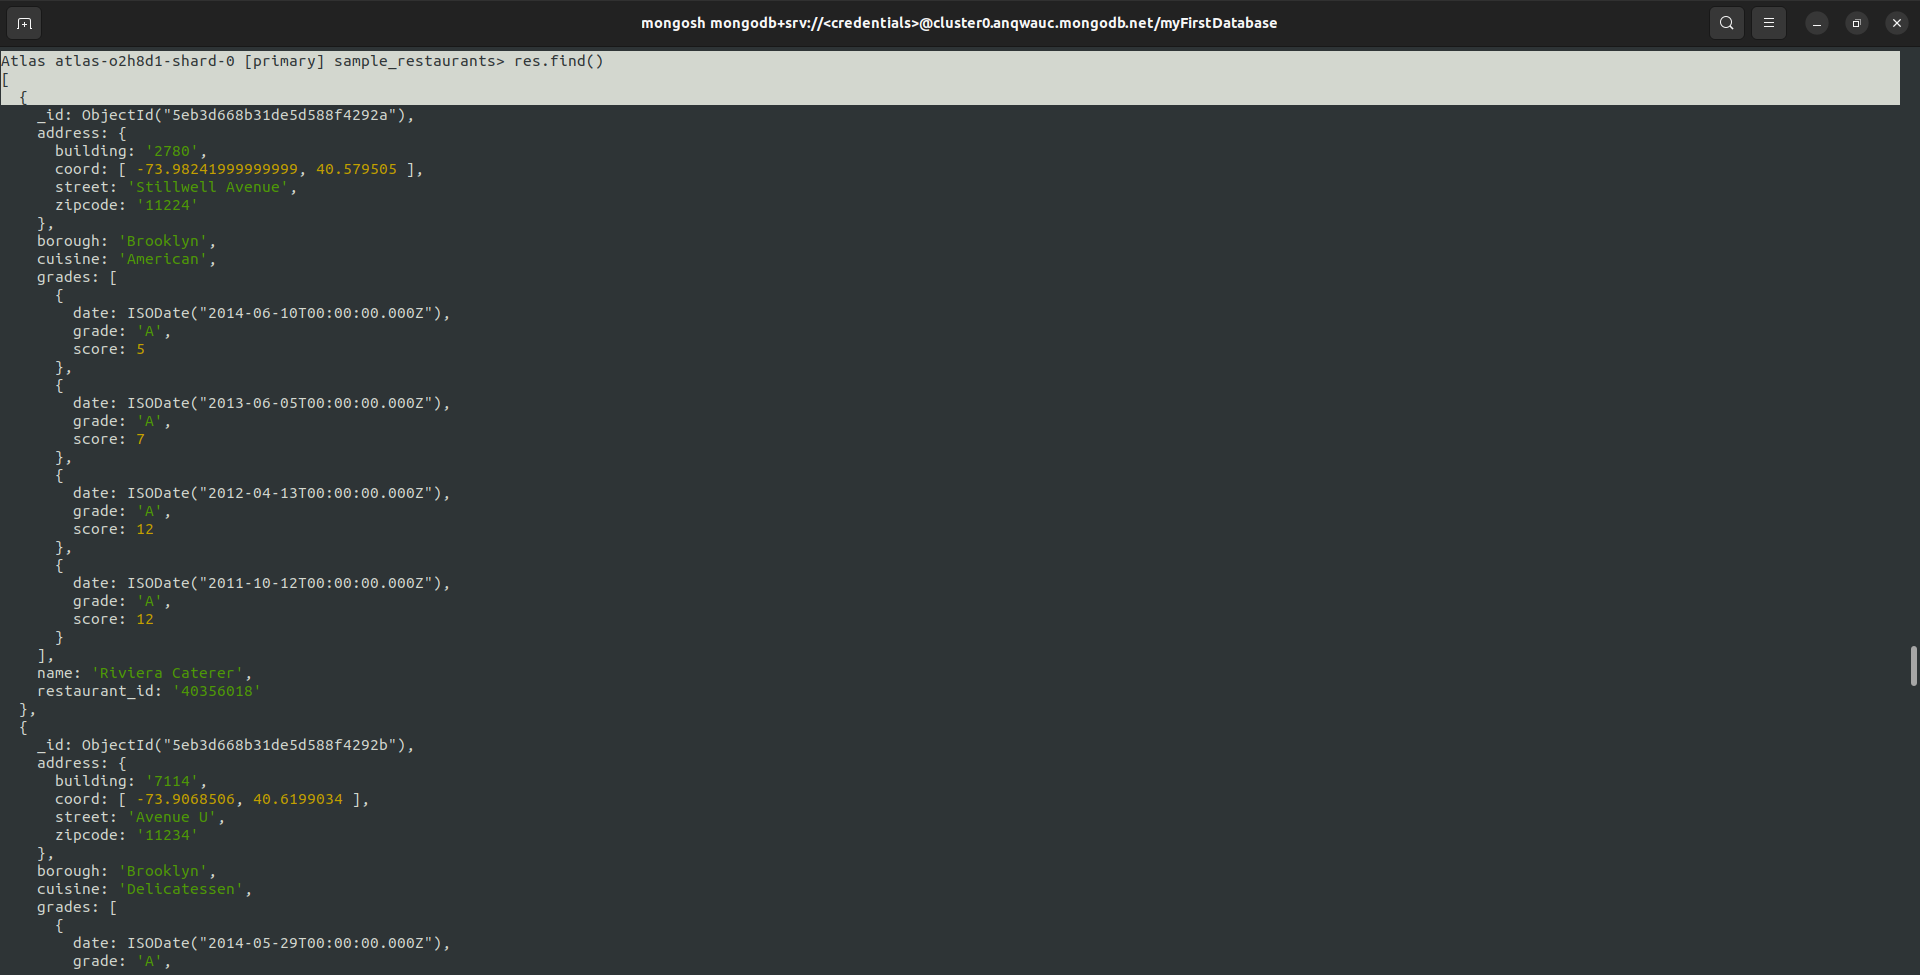 mongosh mongodb+srv://<credentials>@cluster0.anqwauc.mongodb.net/myFirstDatabase
Atlas atlas-o2h8d1-shard-0 [primary] sample_restaurants> res.find()
[
  {
    _id: ObjectId("5eb3d668b31de5d588f4292a"),
    address: {
      building: '2780',
      coord: [ -73.98241999999999, 40.579505 ],
      street: 'Stillwell Avenue',
      zipcode: '11224'
    },
    borough: 'Brooklyn',
    cuisine: 'American',
    grades: [
      {
        date: ISODate("2014-06-10T00:00:00.000Z"),
        grade: 'A',
        score: 5
      },
      {
        date: ISODate("2013-06-05T00:00:00.000Z"),
        grade: 'A',
        score: 7
      },
      {
        date: ISODate("2012-04-13T00:00:00.000Z"),
        grade: 'A',
        score: 12
      },
      {
        date: ISODate("2011-10-12T00:00:00.000Z"),
        grade: 'A',
        score: 12
      }
    ],
    name: 'Riviera Caterer',
    restaurant_id: '40356018'
  },
  {
    _id: ObjectId("5eb3d668b31de5d588f4292b"),
    address: {
      building: '7114',
      coord: [ -73.9068506, 40.6199034 ],
      street: 'Avenue U',
      zipcode: '11234'
    },
    borough: 'Brooklyn',
    cuisine: 'Delicatessen',
    grades: [
      {
        date: ISODate("2014-05-29T00:00:00.000Z"),
        grade: 'A',